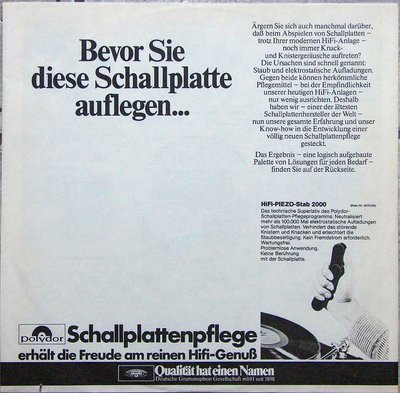 Bevor Sie
diese Schallplatte
auflegen...
Ärgern Sie sich auch manchmal darüber,
daß beim Abspielen von Schallplatten –
trotz Ihrer modernen HiFi-Anlage –
noch immer Knack-
und Knistergeräusche auftreten?
Die Ursachen sind schnell genannt:
Staub und elektrostatische Aufladungen.
Gegen beide können herkömmliche
Pflegemittel – bei der Empfindlichkeit
unserer heutigen HiFi-Anlagen –
nur wenig ausrichten. Deshalb
haben wir – einer der ältesten
Schallplattenhersteller der Welt –
nun unsere gesamte Erfahrung und unser
Know-how in die Entwicklung einer
völlig neuen Schallplattenpflege
gesteckt.
Das Ergebnis – eine logisch aufgebaute
Palette von Lösungen für jeden Bedarf –
finden Sie auf der Rückseite.
HiFi-PIEZO-Stab 2000
Das technische Superlativ des Polydor-
Schallplatten-Pflegeprogramms. Neutralisiert
mehr als 100.000 Mal elektrostatische Aufladungen
von Schallplatten. Verhindert das störende
Knistern und Knacken und erleichtert die
Staubbeseitigung. Kein Fremdstrom erforderlich.
Wartungsfrei.
Problemlose Anwendung.
Keine Berührung
mit der Schallplatte.
polydor
Schallplattenpflege
erhält die Freude am reinen Hifi-Genuß
Qualität hat einen Namen
Deutsche Grammophon Gesellschaft mbH seit 1898